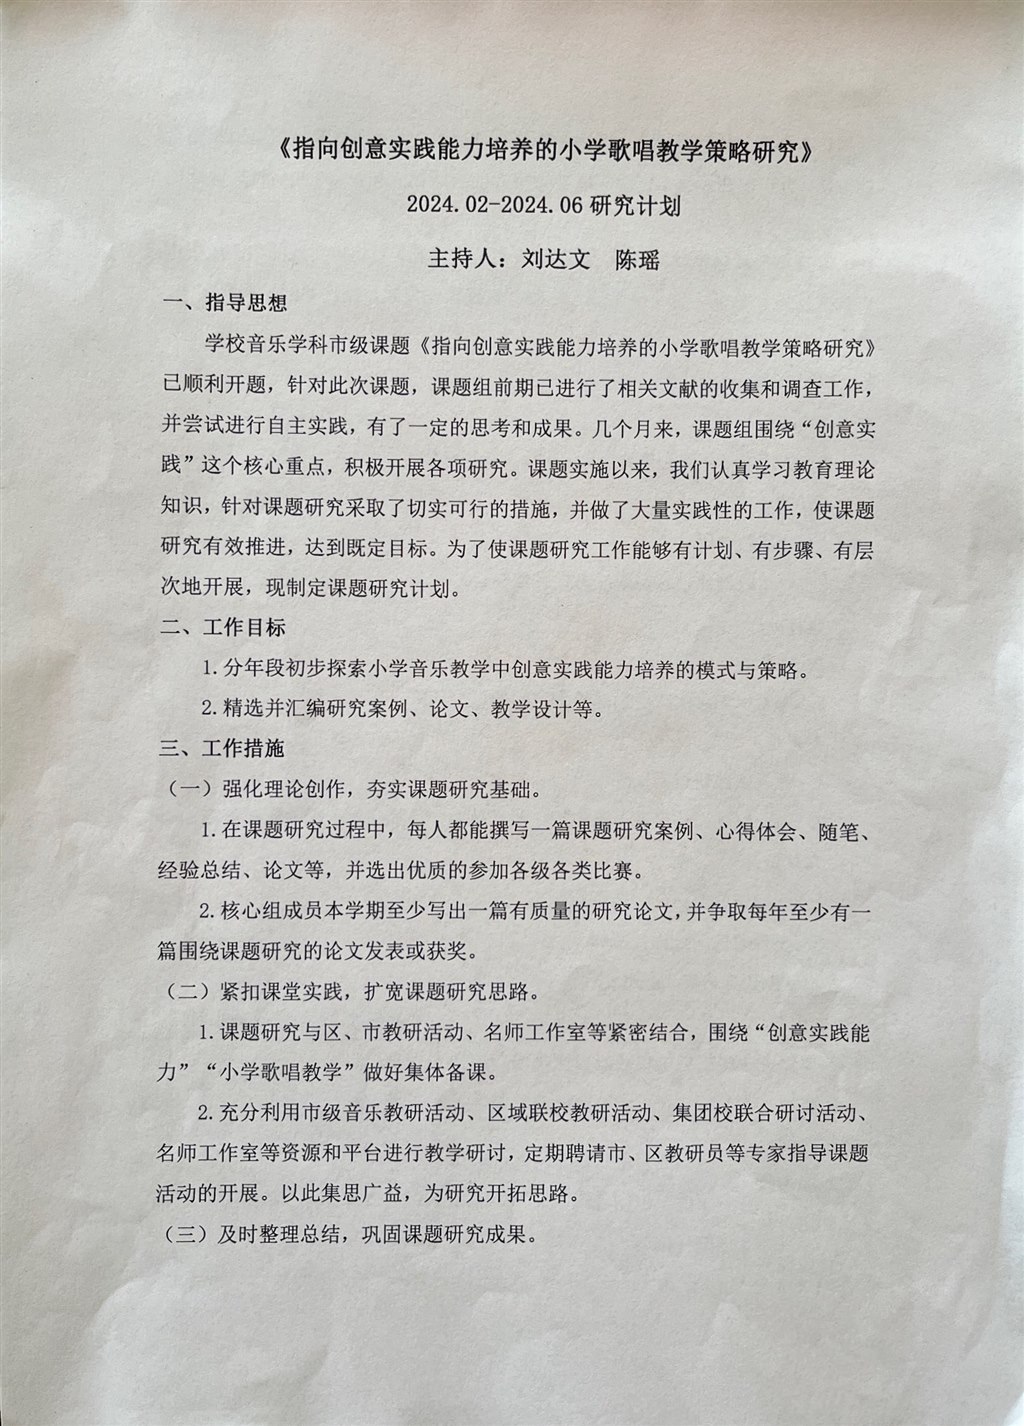 《指向创意实践能力培养的小学歌唱教学策略研究》
2024.02-2024.06 研究计划
主持人：刘达文 陈瑶
一、指导思想
学校音乐学科市级课题《指向创意实践能力培养的小学歌唱教学策略研究》
已顺利开题，针对此次课题，课题组前期已进行了相关文献的收集和调查工作，
并尝试进行自主实践，有了一定的思考和成果。几个月来，课题组围绕“创意实
践”这个核心重点，积极开展各项研究。课题实施以来，我们认真学习教育理论
知识，针对课题研究采取了切实可行的措施，并做了大量实践性的工作，使课题
研究有效推进，达到既定目标。为了使课题研究工作能够有计划、有步骤、有层
次地开展，现制定课题研究计划。
二、工作目标
1.分年段初步探索小学音乐教学中创意实践能力培养的模式与策略。
2.精选并汇编研究案例、论文、教学设计等。
三、工作措施
（一）强化理论创作，夯实课题研究基础。
1.在课题研究过程中，每人都能撰写一篇课题研究案例、心得体会、随笔、
经验总结、论文等，并选出优质的参加各级各类比赛。
2.核心组成员本学期至少写出一篇有质量的研究论文，并争取每年至少有一
篇围绕课题研究的论文发表或获奖。
（二）紧扣课堂实践，扩宽课题研究思路。
1.课题研究与区、市教研活动、名师工作室等紧密结合，围绕“创意实践能
力”“小学歌唱教学”做好集体备课。
2.充分利用市级音乐教研活动、区域联校教研活动、集团校联合研讨活动、
名师工作室等资源和平台进行教学研讨，定期聘请市、区教研员等专家指导课题
活动的开展。以此集思广益，为研究开拓思路。
（三）及时整理总结，巩固课题研究成果。